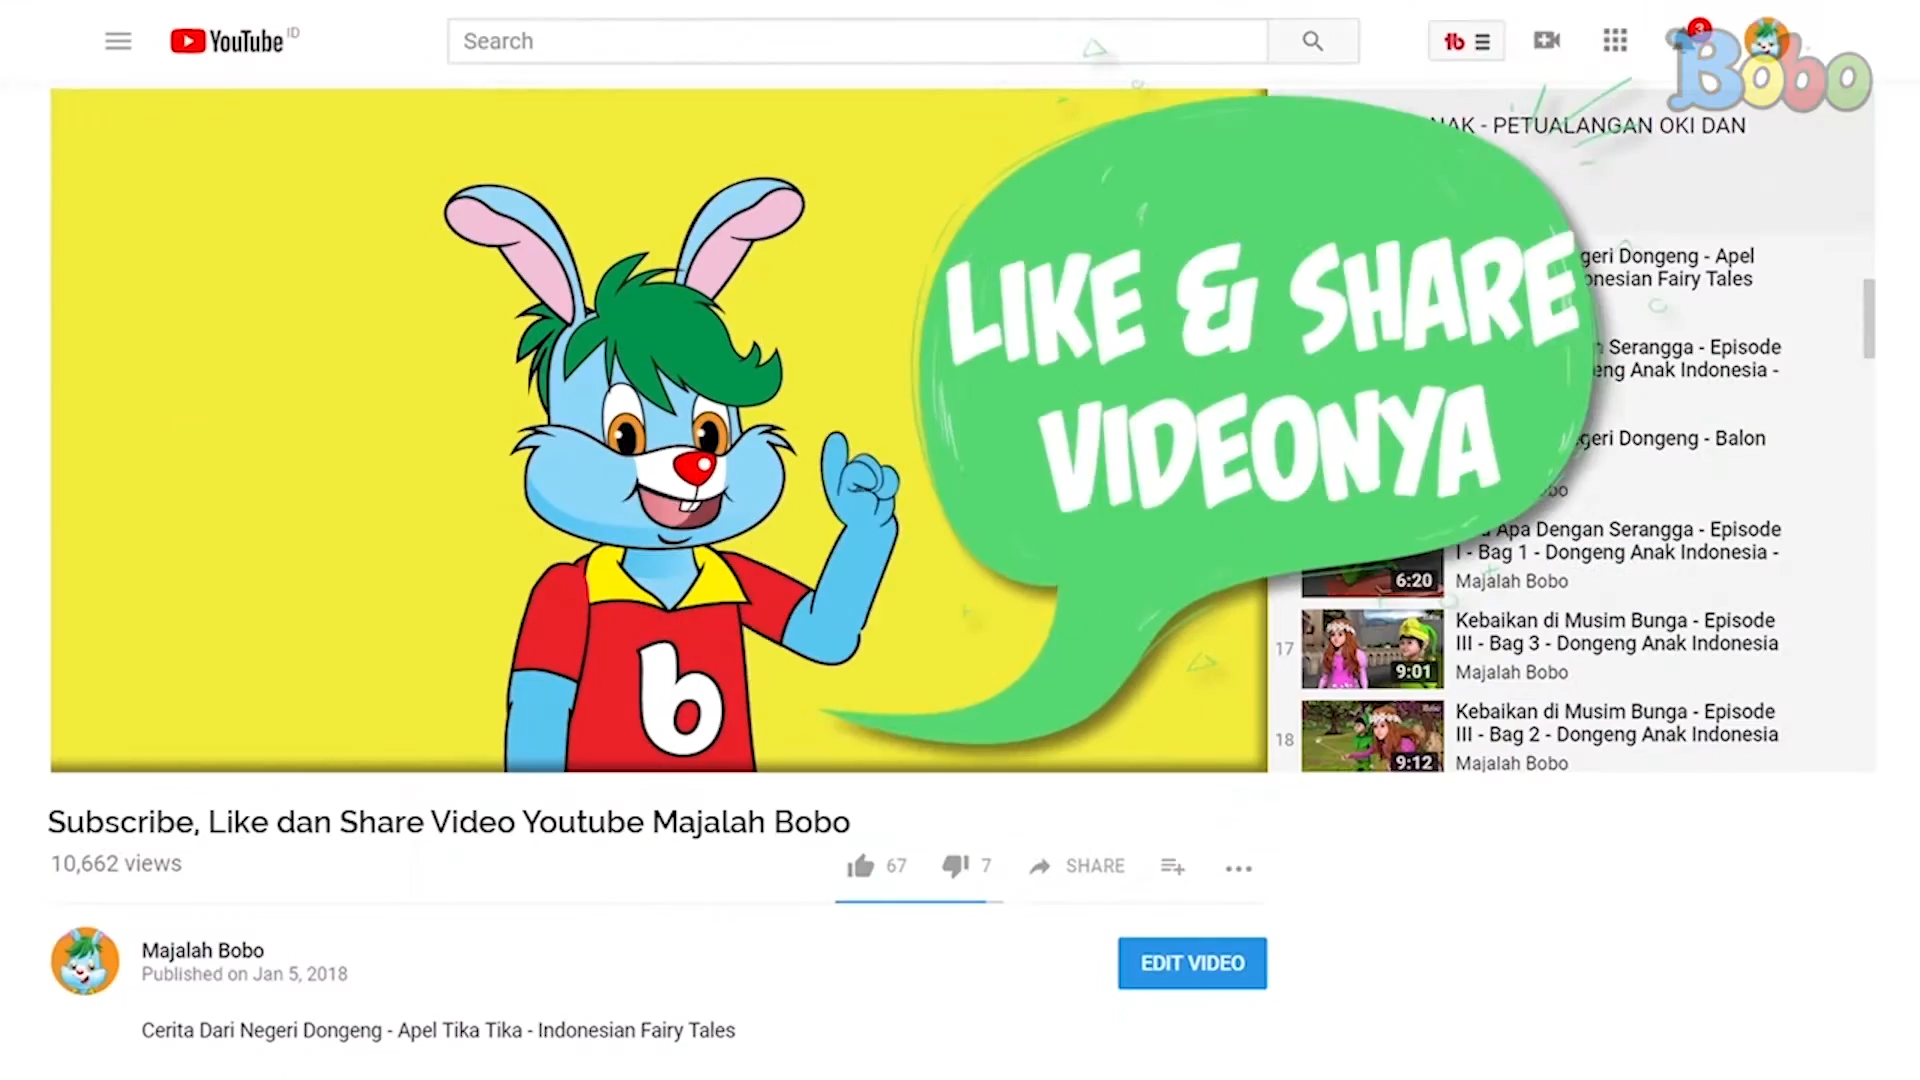 YouTube ID
Search
3
Bobo
NAK - PETUALANGAN OKI DAN
LIKE & SHARE
VIDEONYA
geri Dongeng - Apel
onesian Fairy Tales
Serangga - Episode
eng Anak Indonesia -
geri Dongeng - Balon
obo
Apa Dengan Serangga - Episode
I - Bag 1 - Dongeng Anak Indonesia -
6:20
Majalah Bobo
17
Kebaikan di Musim Bunga - Episode
III - Bag 3 - Dongeng Anak Indonesia
9:01
Majalah Bobo
18
Kebaikan di Musim Bunga - Episode
III - Bag 2 - Dongeng Anak Indonesia
9:12
Majalah Bobo
b
Subscribe, Like dan Share Video Youtube Majalah Bobo
10,662 views
67
7
SHARE
Majalah Bobo
Published on Jan 5, 2018
EDIT VIDEO
Cerita Dari Negeri Dongeng - Apel Tika Tika - Indonesian Fairy Tales